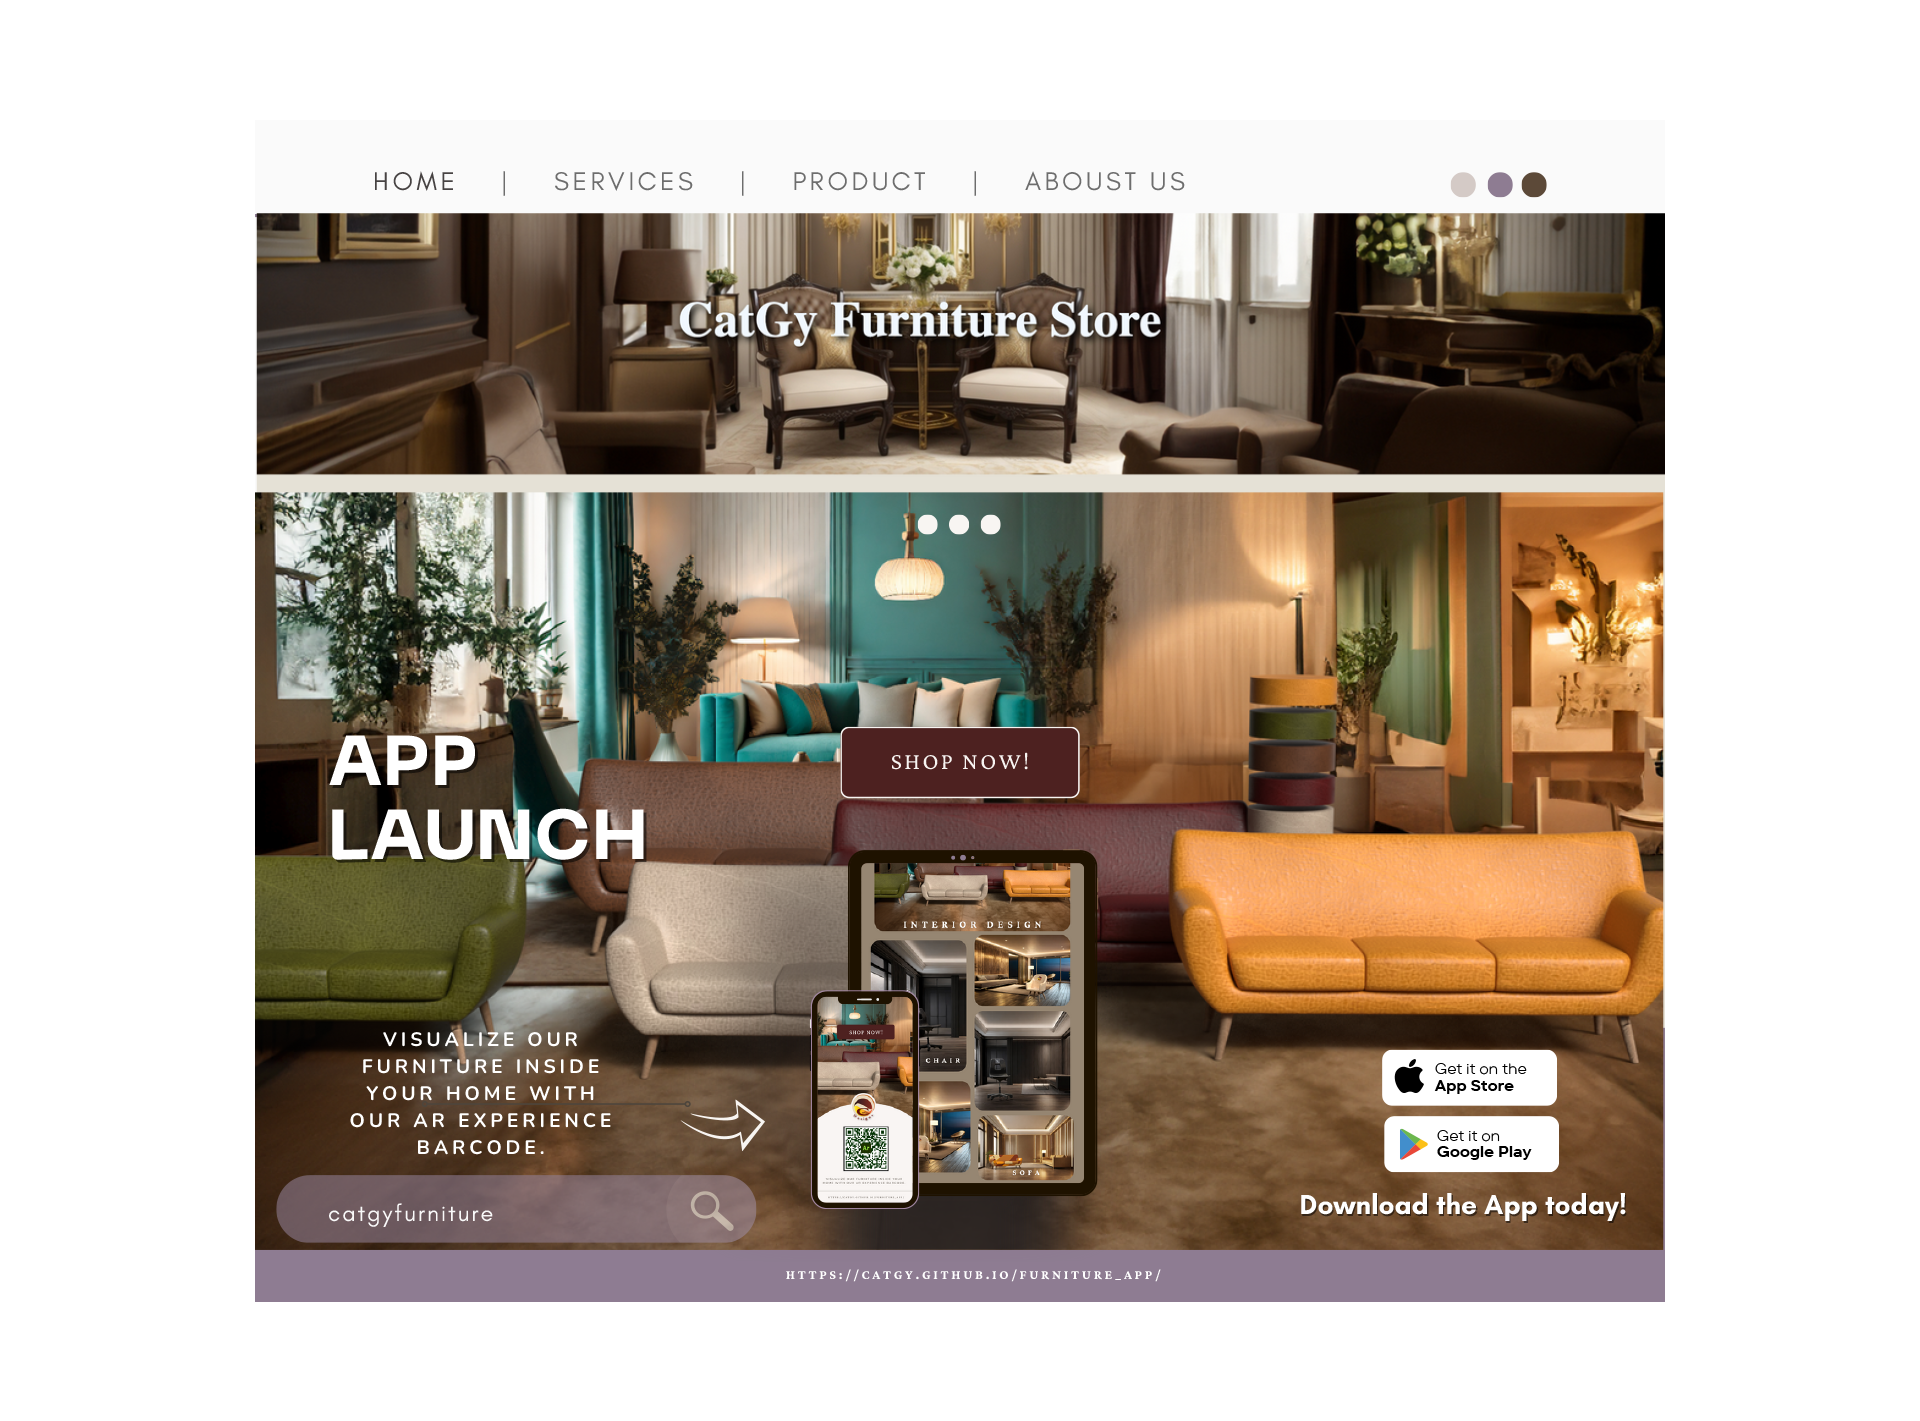 HOME | SERVICES | PRODUCT | ABOUST US
CatGy Furniture Store
SHOP NOW!
APP
LAUNCH
INTERIOR DESIGN
CHAIR
SOFA
SHOP NOW!
VISUALIZE OUR
FURNITURE INSIDE
YOUR HOME WITH
OUR AR EXPERIENCE
BARCODE.
catgyfurniture
Get it on the
App Store
Get it on
Google Play
Download the App today!
HTTPS://CATGY.GITHUB.IO/FURNITURE_APP/